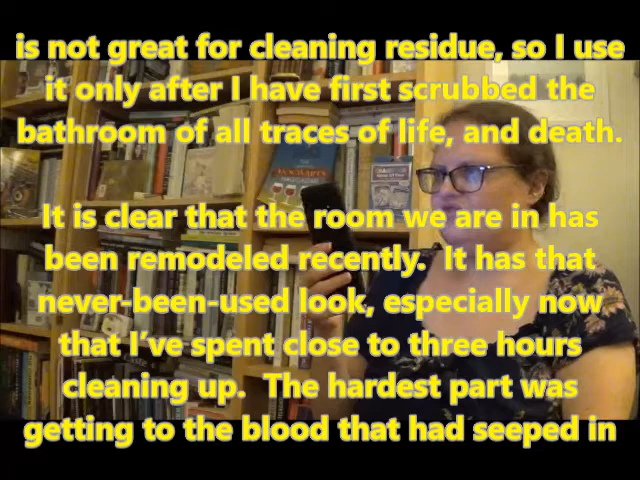 is not great for cleaning residue, so I use
it only after I have first scrubbed the
bathroom of all traces of life, and death.
It is clear that the room we are in has
been remodeled recently.  It has that
never-been-used look, especially now
that I’ve spent close to three hours
cleaning up.  The hardest part was
getting to the blood that had seeped in